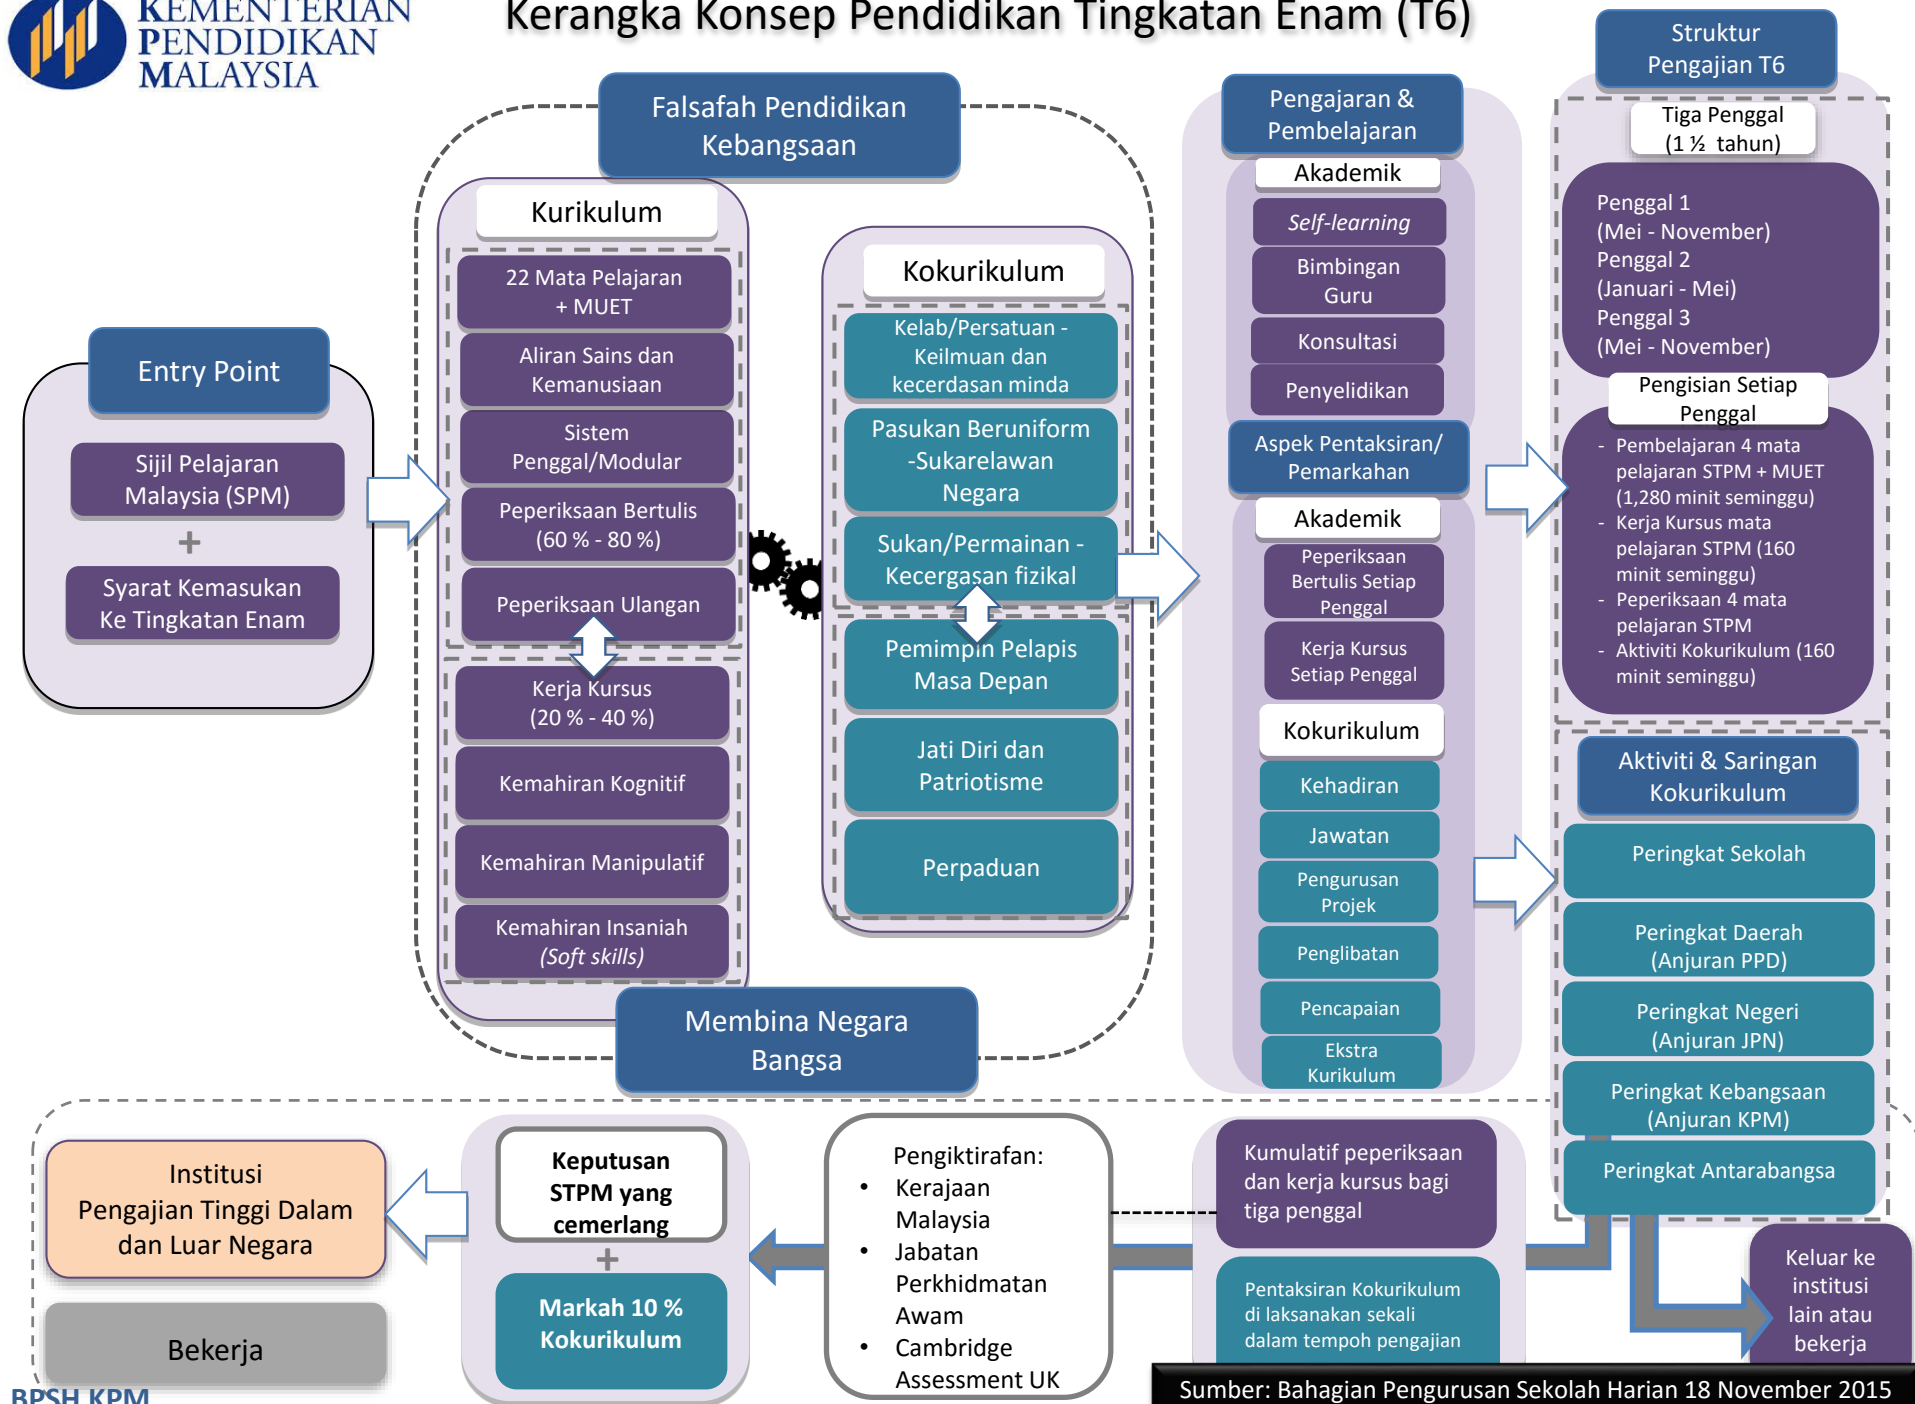 KEMENTERIAN
PENDIDIKAN
MALAYSIA
Kerangka Konsep Pendidikan Tingkatan Enam (T6)
Entry Point
Sijil Pelajaran
Malaysia (SPM)
+
Syarat Kemasukan
Ke Tingkatan Enam
Falsafah Pendidikan
Kebangsaan
Kurikulum
22 Mata Pelajaran
+ MUET
Aliran Sains dan
Kemanusiaan
Sistem
Penggal/Modular
Peperiksaan Bertulis
(60 % - 80 %)
Peperiksaan Ulangan
Kerja Kursus
(20 % - 40 %)
Kemahiran Kognitif
Kemahiran Manipulatif
Kemahiran Insaniah
(Soft skills)
Kokurikulum
Kelab/Persatuan -
Keilmuan dan
kecerdasan minda
Pasukan Beruniform
-Sukarelawan
Negara
Sukan/Permainan -
Kecergasan fizikal
Pemimpin Pelapis
Masa Depan
Jati Diri dan
Patriotisme
Perpaduan
Membina Negara
Bangsa
Pengajaran &
Pembelajaran
Akademik
Self-learning
Bimbingan
Guru
Konsultasi
Penyelidikan
Aspek Pentaksiran/
Pemarkahan
Akademik
Peperiksaan
Bertulis Setiap
Penggal
Kerja Kursus
Setiap Penggal
Kokurikulum
Kehadiran
Jawatan
Pengurusan
Projek
Penglibatan
Pencapaian
Ekstra
Kurikulum
Struktur
Pengajian T6
Tiga Penggal
(1 ½ tahun)
Penggal 1
(Mei - November)
Penggal 2
(Januari - Mei)
Penggal 3
(Mei - November)
Pengisian Setiap
Penggal
- Pembelajaran 4 mata
pelajaran STPM + MUET
(1,280 minit seminggu)
- Kerja Kursus mata
pelajaran STPM (160
minit seminggu)
- Peperiksaan 4 mata
pelajaran STPM
- Aktiviti Kokurikulum (160
minit seminggu)
Aktiviti & Saringan
Kokurikulum
Peringkat Sekolah
Peringkat Daerah
(Anjuran PPD)
Peringkat Negeri
(Anjuran JPN)
Peringkat Kebangsaan
(Anjuran KPM)
Peringkat Antarabangsa
Institusi
Pengajian Tinggi Dalam
dan Luar Negara
Bekerja
Keputusan
STPM yang
cemerlang
+
Markah 10 %
Kokurikulum
Pengiktirafan:
• Kerajaan
Malaysia
• Jabatan
Perkhidmatan
Awam
• Cambridge
Assessment UK
Kumulatif peperiksaan
dan kerja kursus bagi
tiga penggal
Pentaksiran Kokurikulum
di laksanakan sekali
dalam tempoh pengajian
Keluar ke
institusi
lain atau
bekerja
BPSH KPM
Sumber: Bahagian Pengurusan Sekolah Harian 18 November 2015